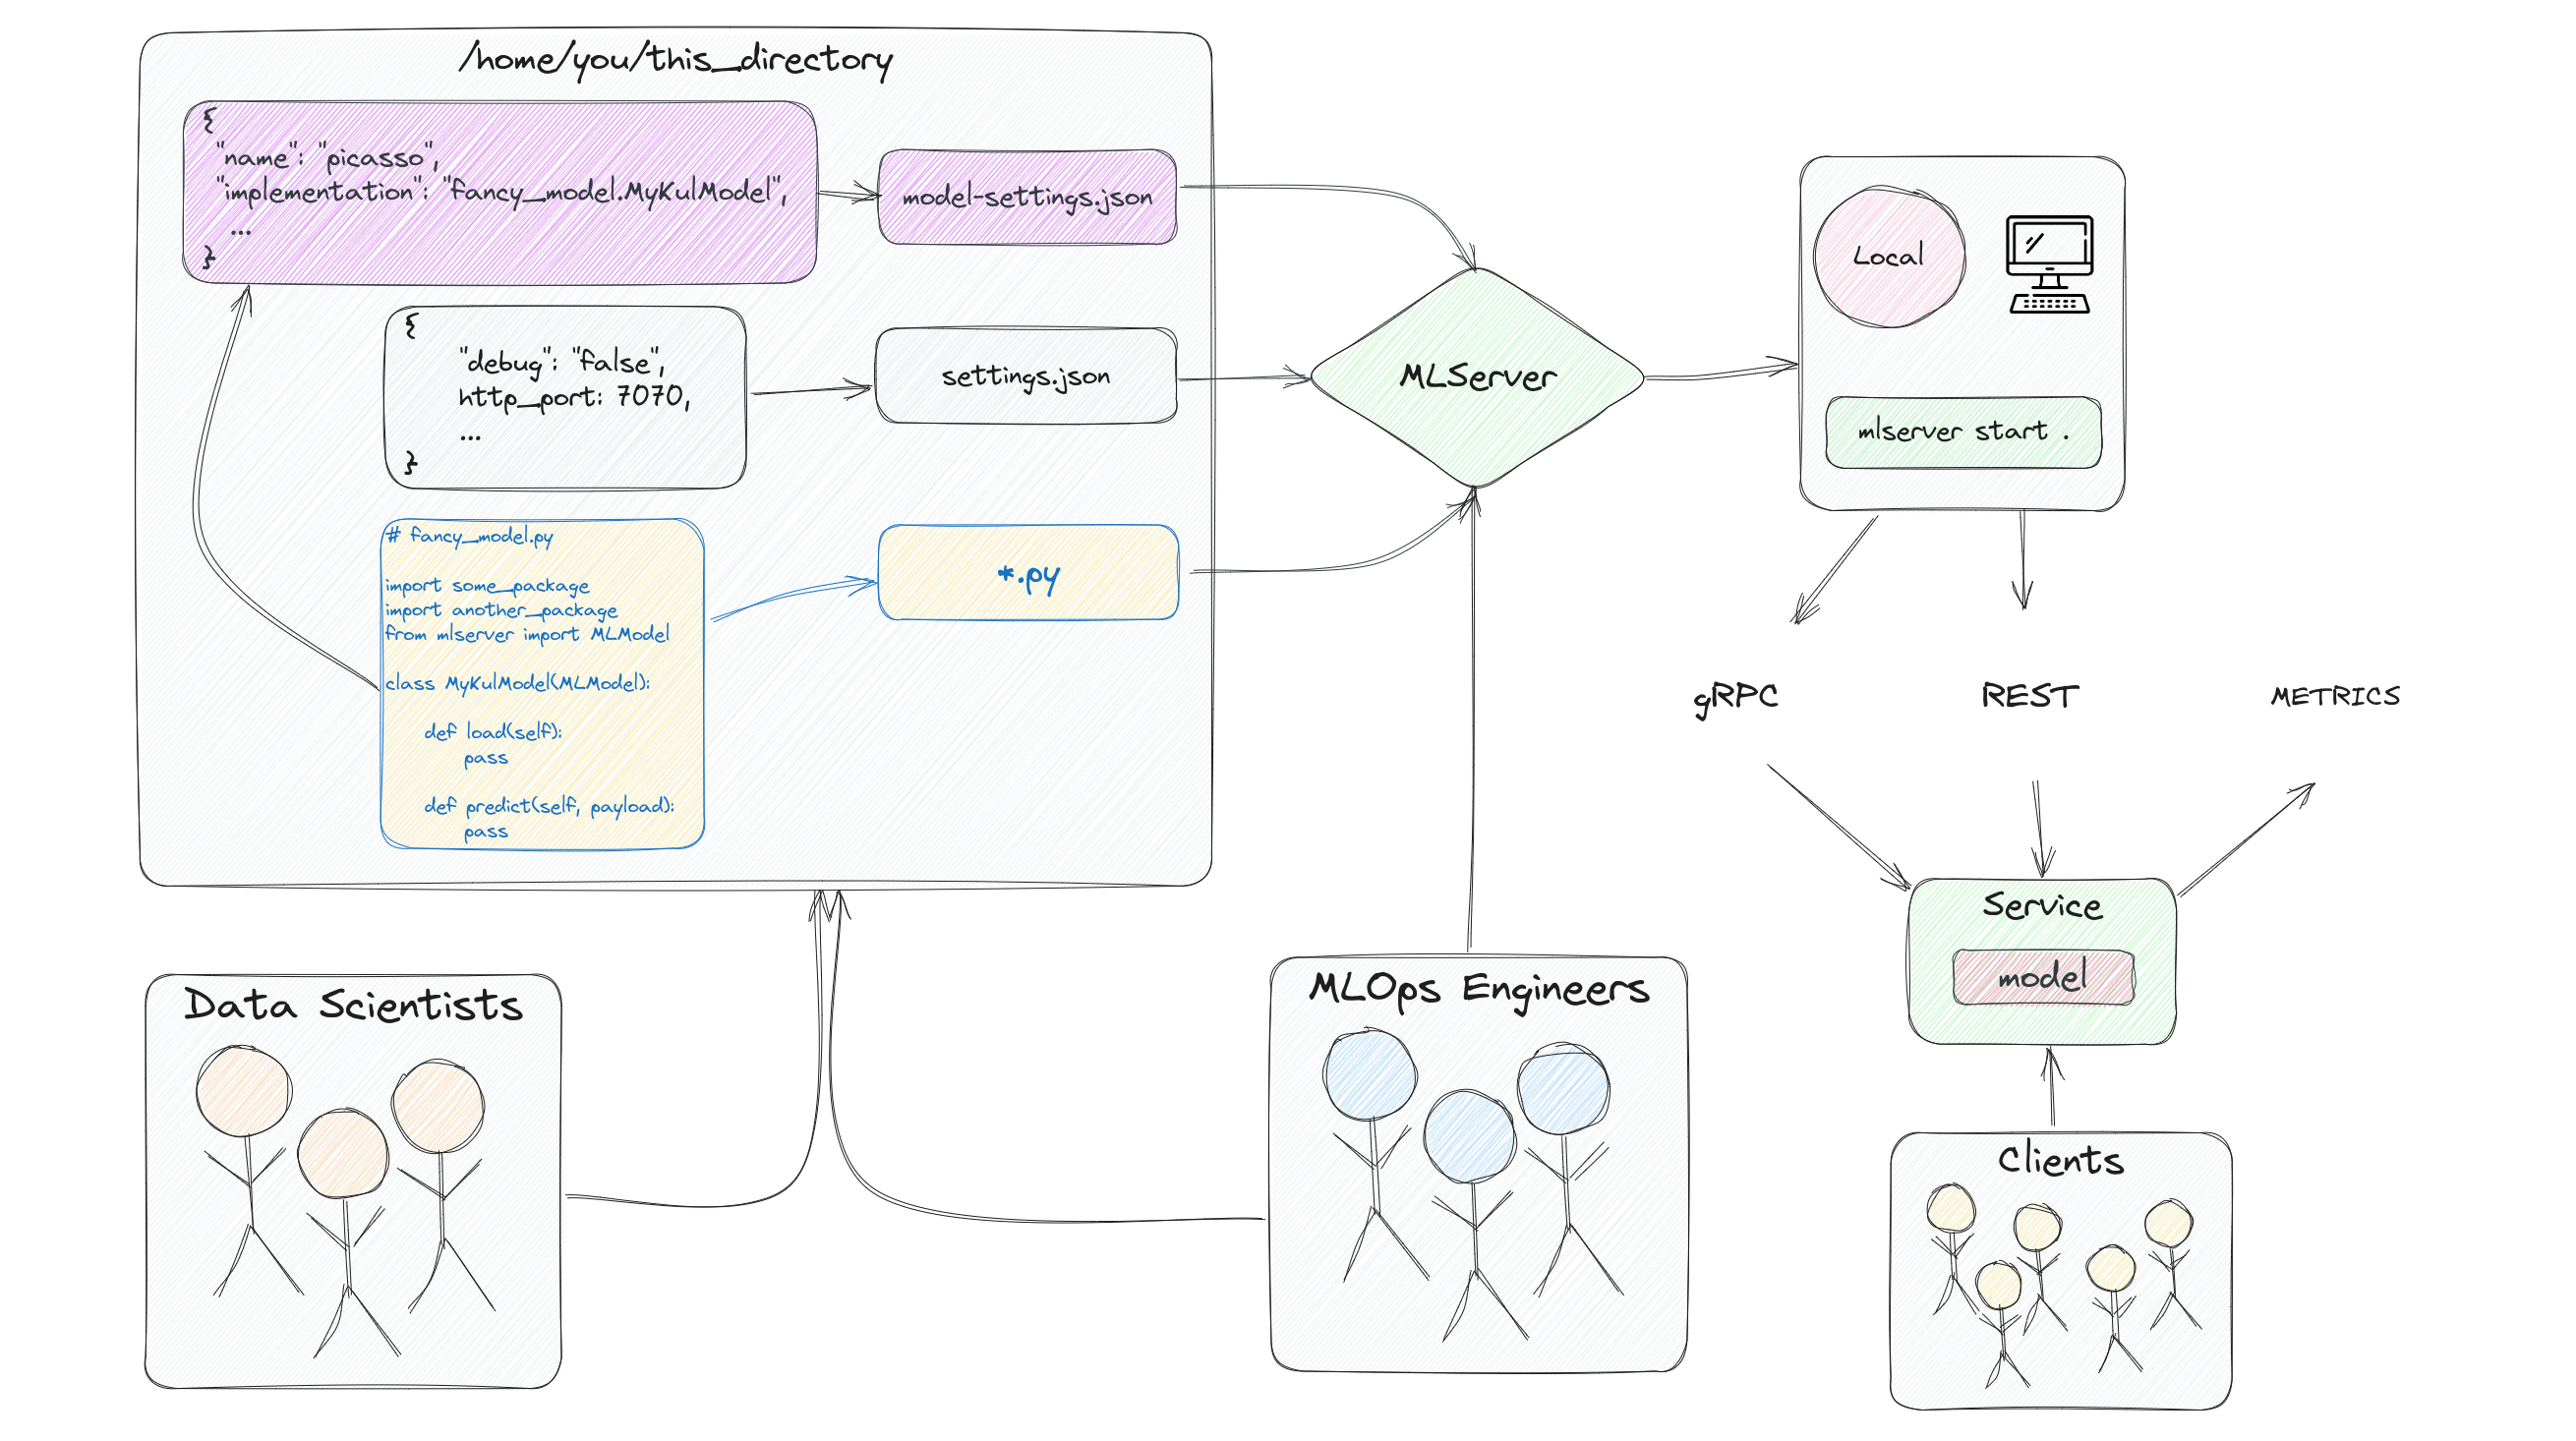 /home/you/this_directory
{
"name": "picasso",
"implementation": "fancy_model.MyKulModel",
...
}
model-settings.json
{
"debug": "false",
http_port: 7070,
...
}
settings.json
# fancy_model.py
import some_package
import another_package
from mlserver import MLModel
class MyKulModel(MLModel):
def load(self):
pass
def predict(self, payload):
pass
*.py
MLServer
Local
mlserver start .
gRPC
REST
METRICS
Service
model
Data Scientists
MLOps Engineers
Clients